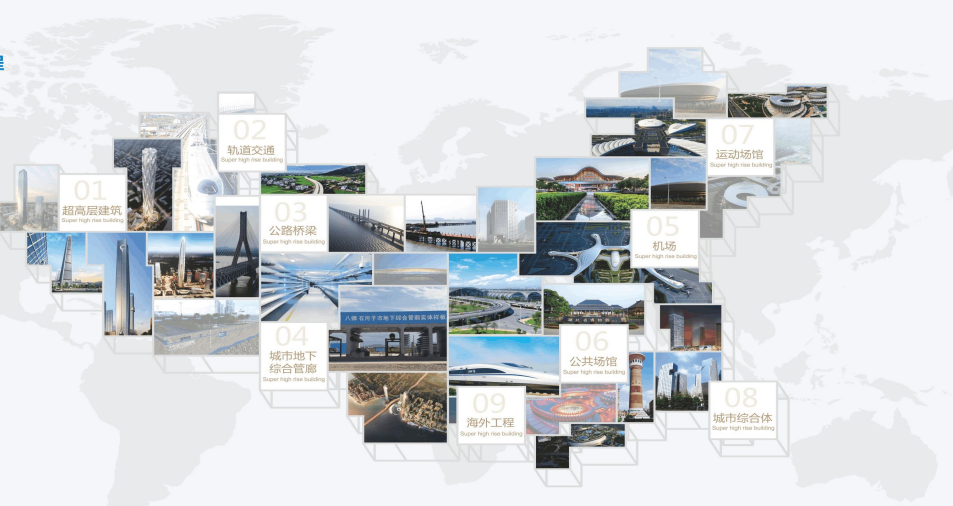 程
01
超高层建筑
Super high rise building
02
轨道交通
Super high rise building
03
公路桥梁
Super high rise building
04
城市地下
综合管廊
Super high rise building
05
机场
Super high rise building
06
公共场馆
Super high rise building
07
运动场馆
Super high rise building
08
城市综合体
Super high rise building
09
海外工程
Super high rise building